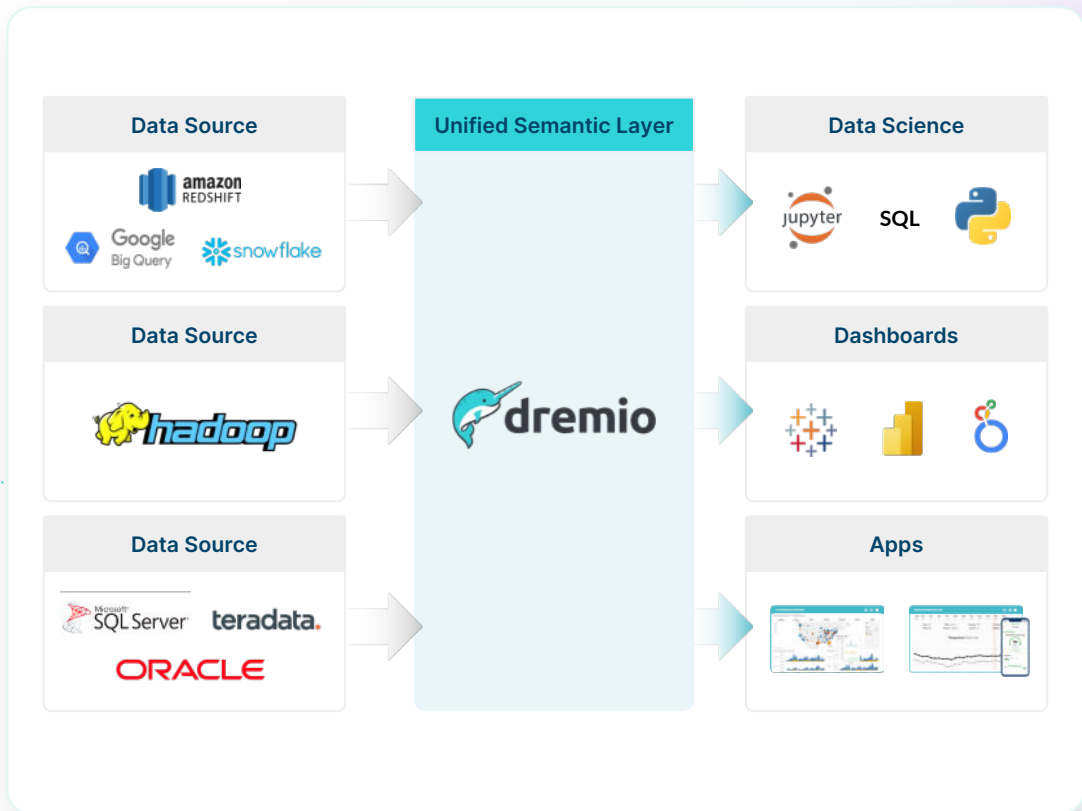 Data Source
amazon
REDSHIFT
Google
Big Query
snowflake
Data Source
hadoop
Data Source
Microsoft
SQL Server
teradata.
ORACLE
Unified Semantic Layer
dremio
Data Science
jupyter
SQL
Dashboards
Apps